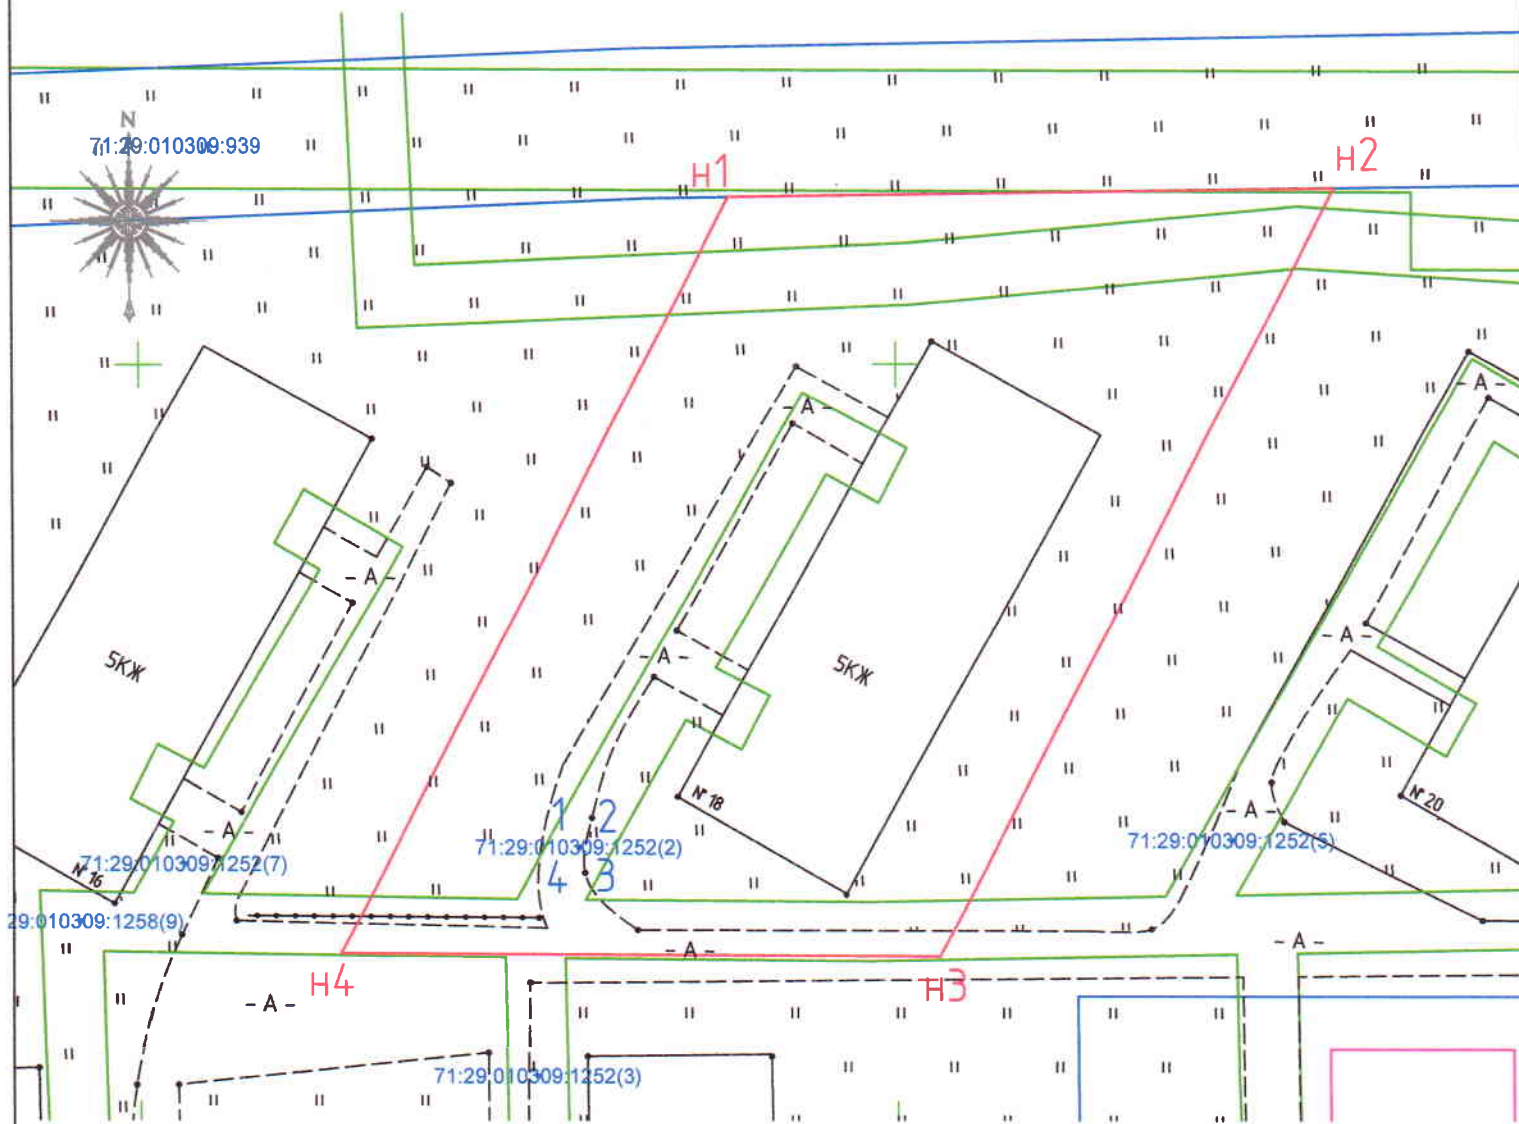 N
71:29:010309:939
н1
н2
- А -
- А -
- А -
- А -
- А -
5КЖ
5КЖ
№ 18
№ 20
1 2
71:29:010309:1252(2)
4 3
71:29:010309:1252(5)
- А -
- А -
71:29:010309:1252(7)
№ 16
29:010309:1258(9)
- А -
- А -
н4
н3
- А -
71:29:010309:1252(3)